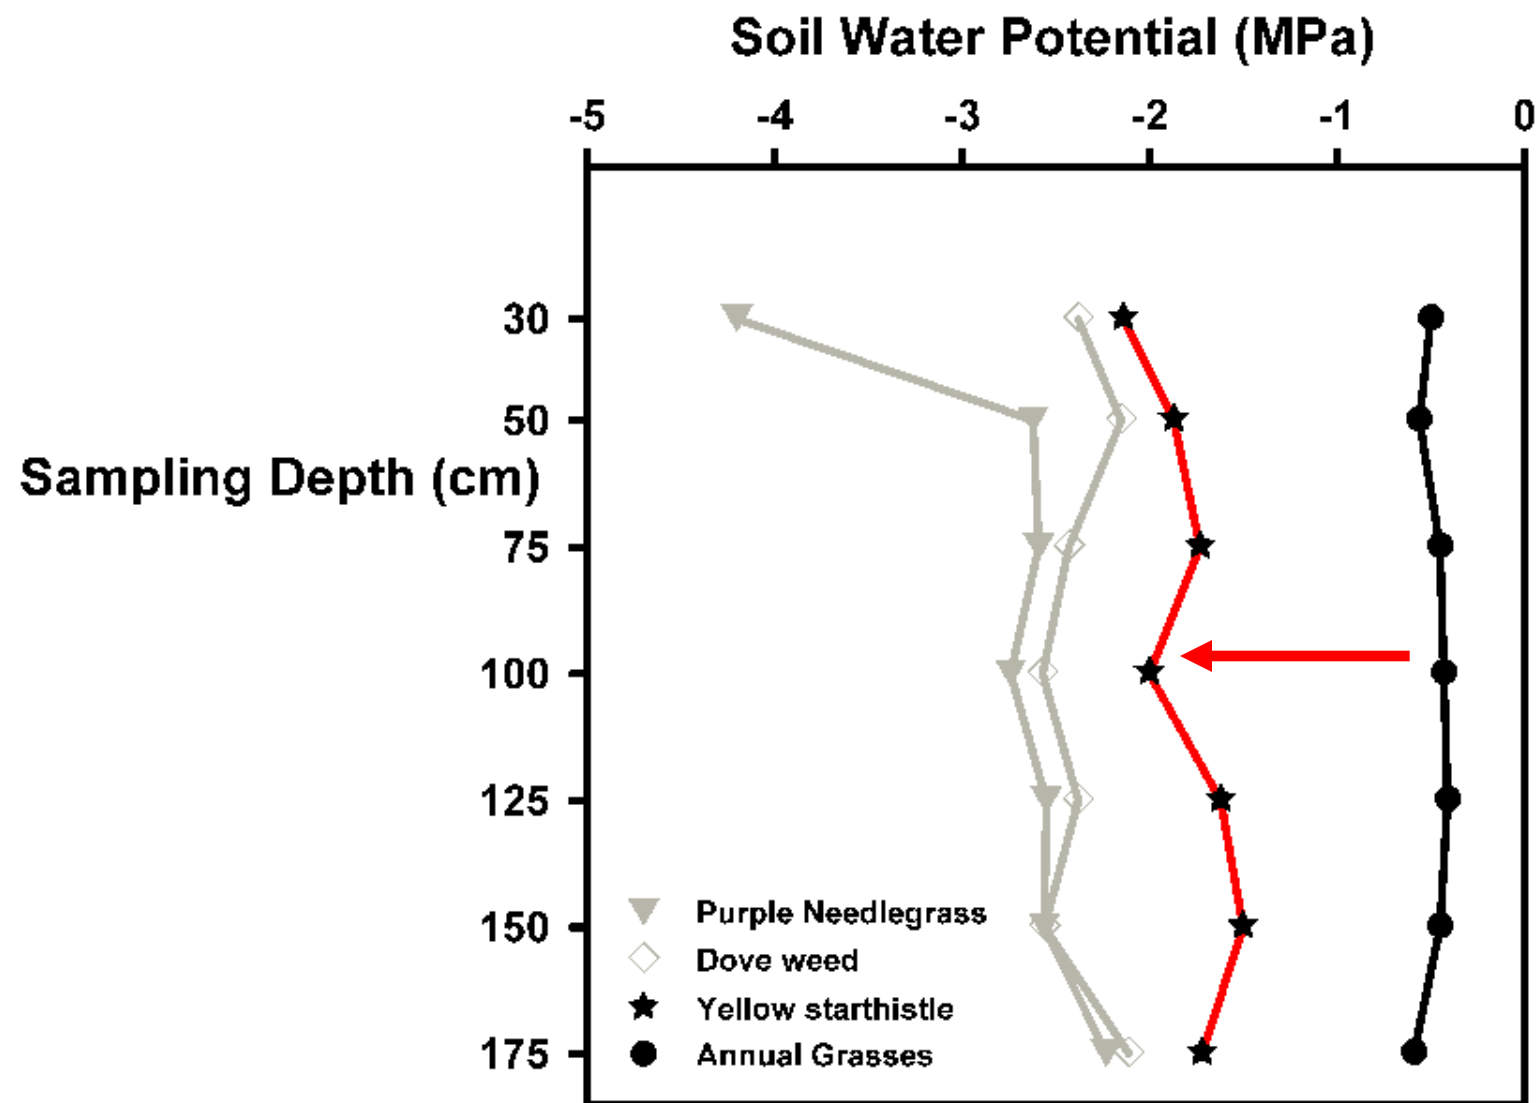 Soil Water Potential (MPa)
-5 -4 -3 -2 -1 0
30
50
Sampling Depth (cm)
75
100
125
150
175
Purple Needlegrass
Dove weed
Yellow starthistle
Annual Grasses